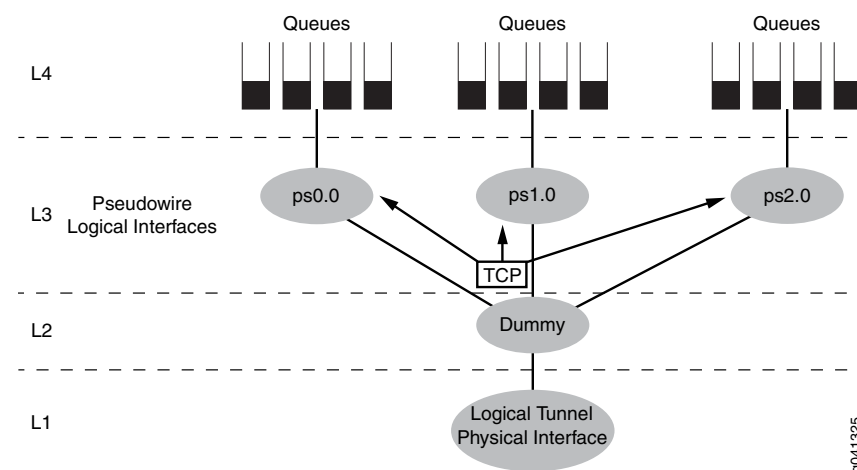 Queues Queues Queues
L4
ps0.0 ps1.0 ps2.0
L3 Pseudowire
Logical Interfaces
TCP
L2 Dummy
L1 Logical Tunnel
Physical Interface